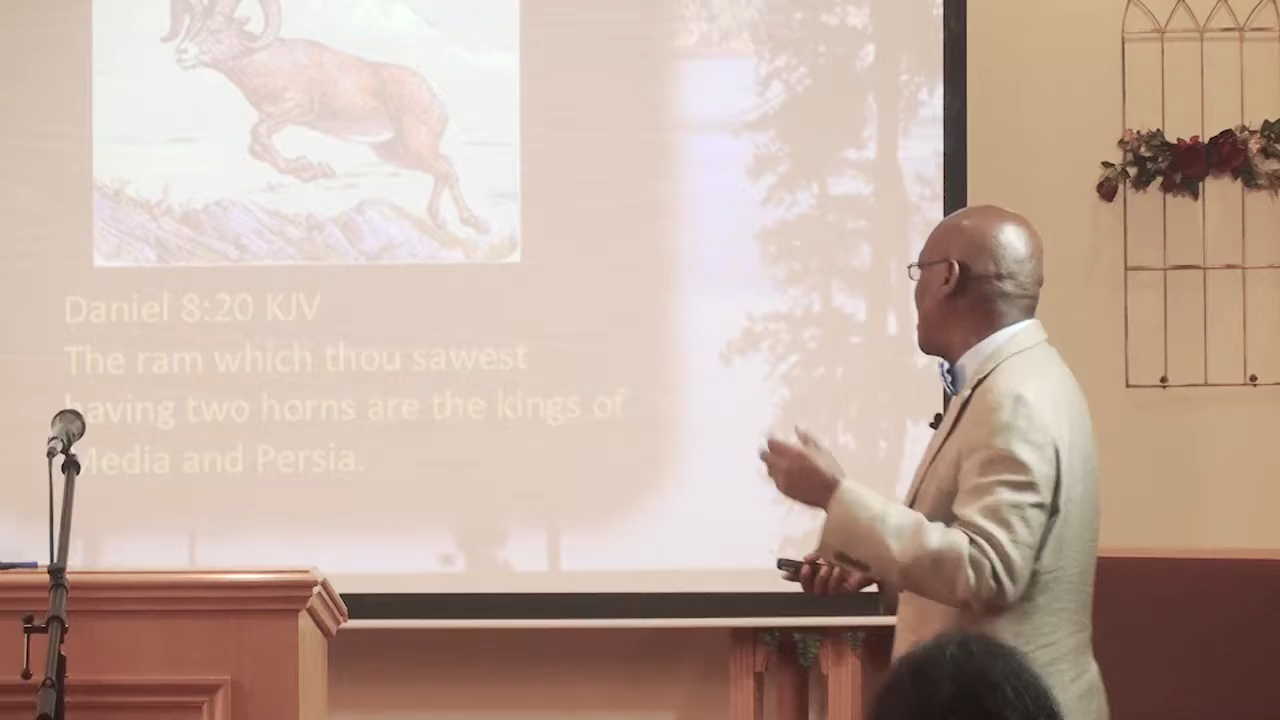 Daniel 8:20 KJV
The ram which thou sawest
having two horns are the kings of
Media and Persia.